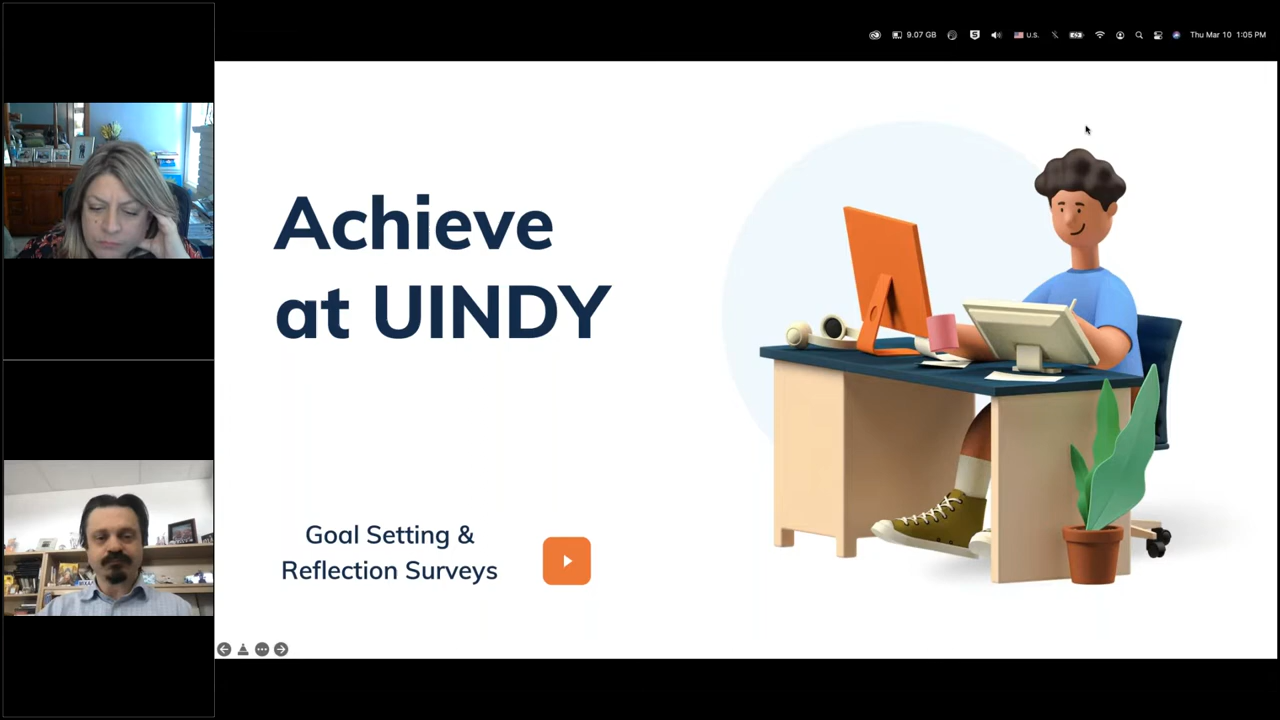 9.07 GB
U.S.
Thu Mar 10 1:05 PM
Achieve
at UINDY
Goal Setting &
Reflection Surveys